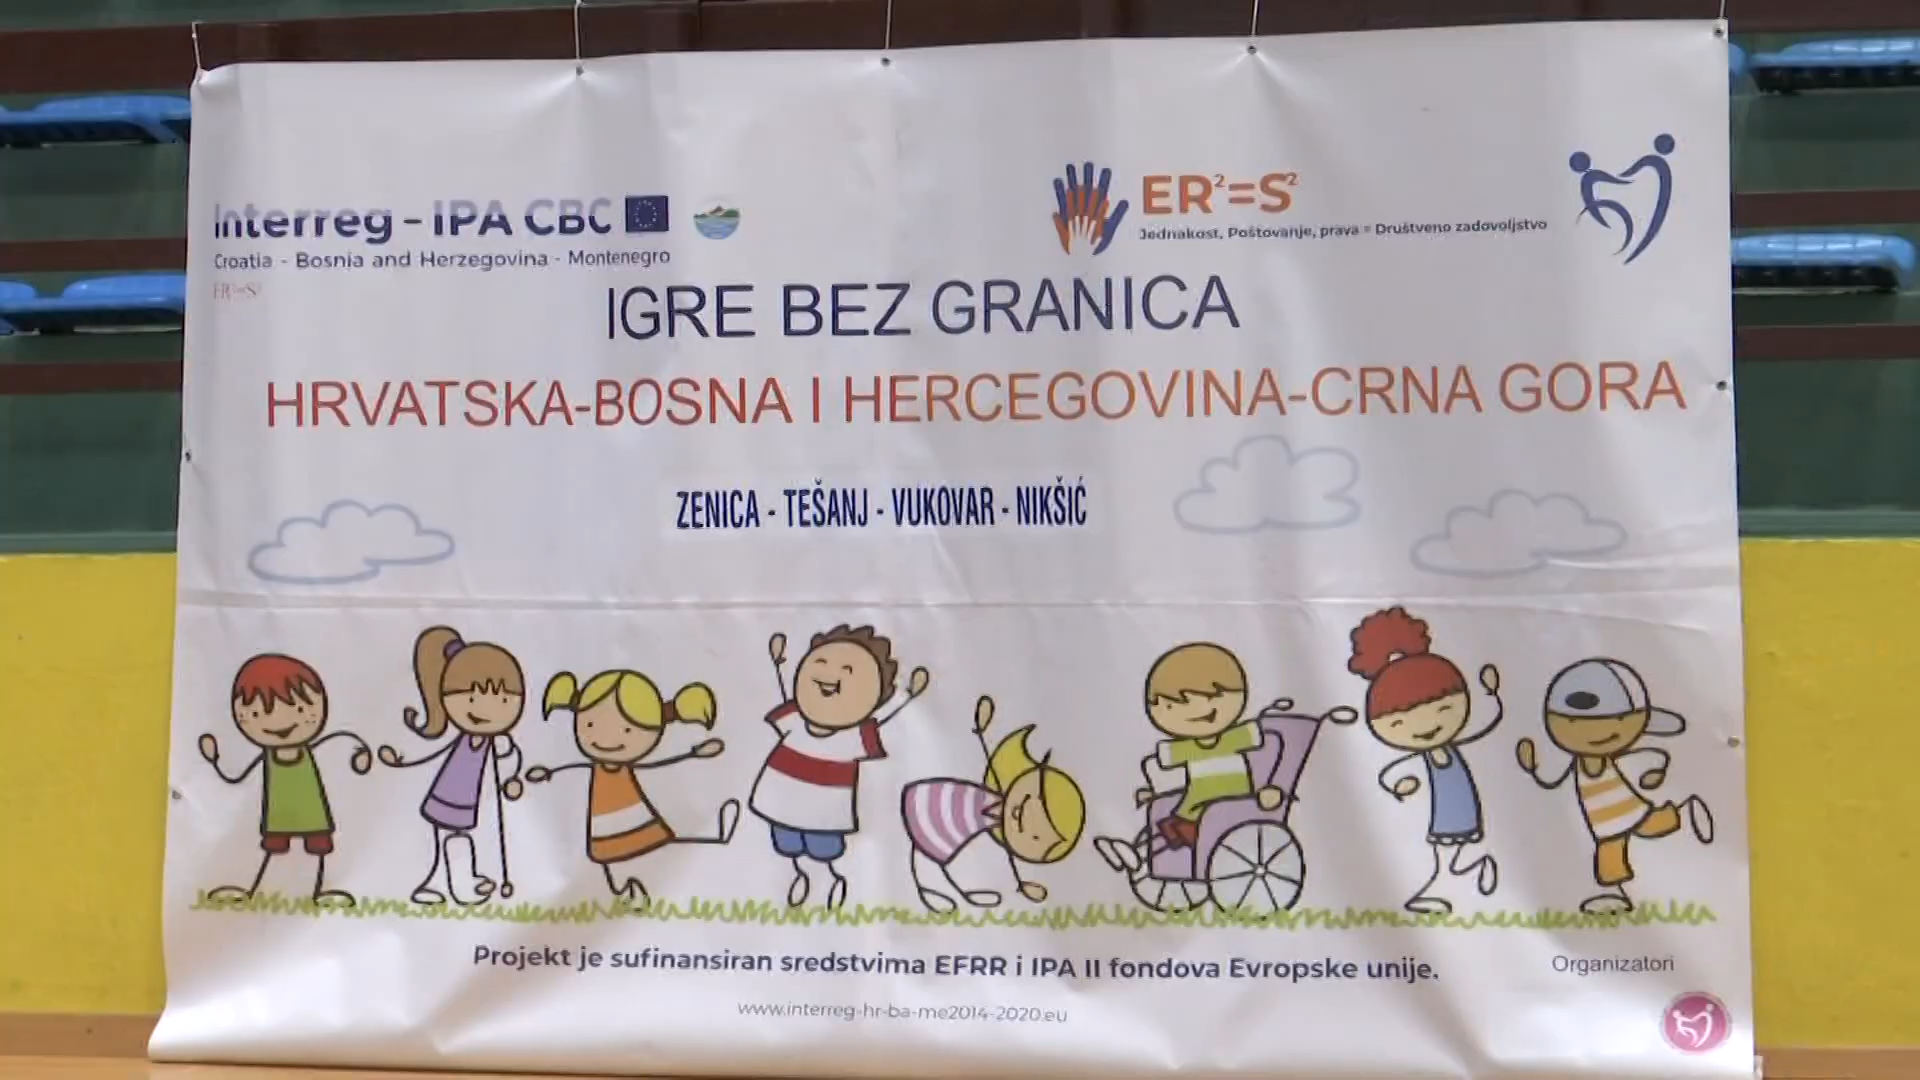 Interreg - IPA CBC
Croatia - Bosnia and Herzegovina - Montenegro
ER²=S²
ER²=S²
Jednakost, Poštovanje, prava = Društveno zadovoljstvo
IGRE BEZ GRANICA
HRVATSKA-BOSNA I HERCEGOVINA-CRNA GORA
ZENICA - TEŠANJ - VUKOVAR - NIKŠIĆ
Projekt je sufinansiran sredstvima EFRR i IPA II fondova Evropske unije.
Organizatori
www.interreg-hr-ba-me2014-2020.eu